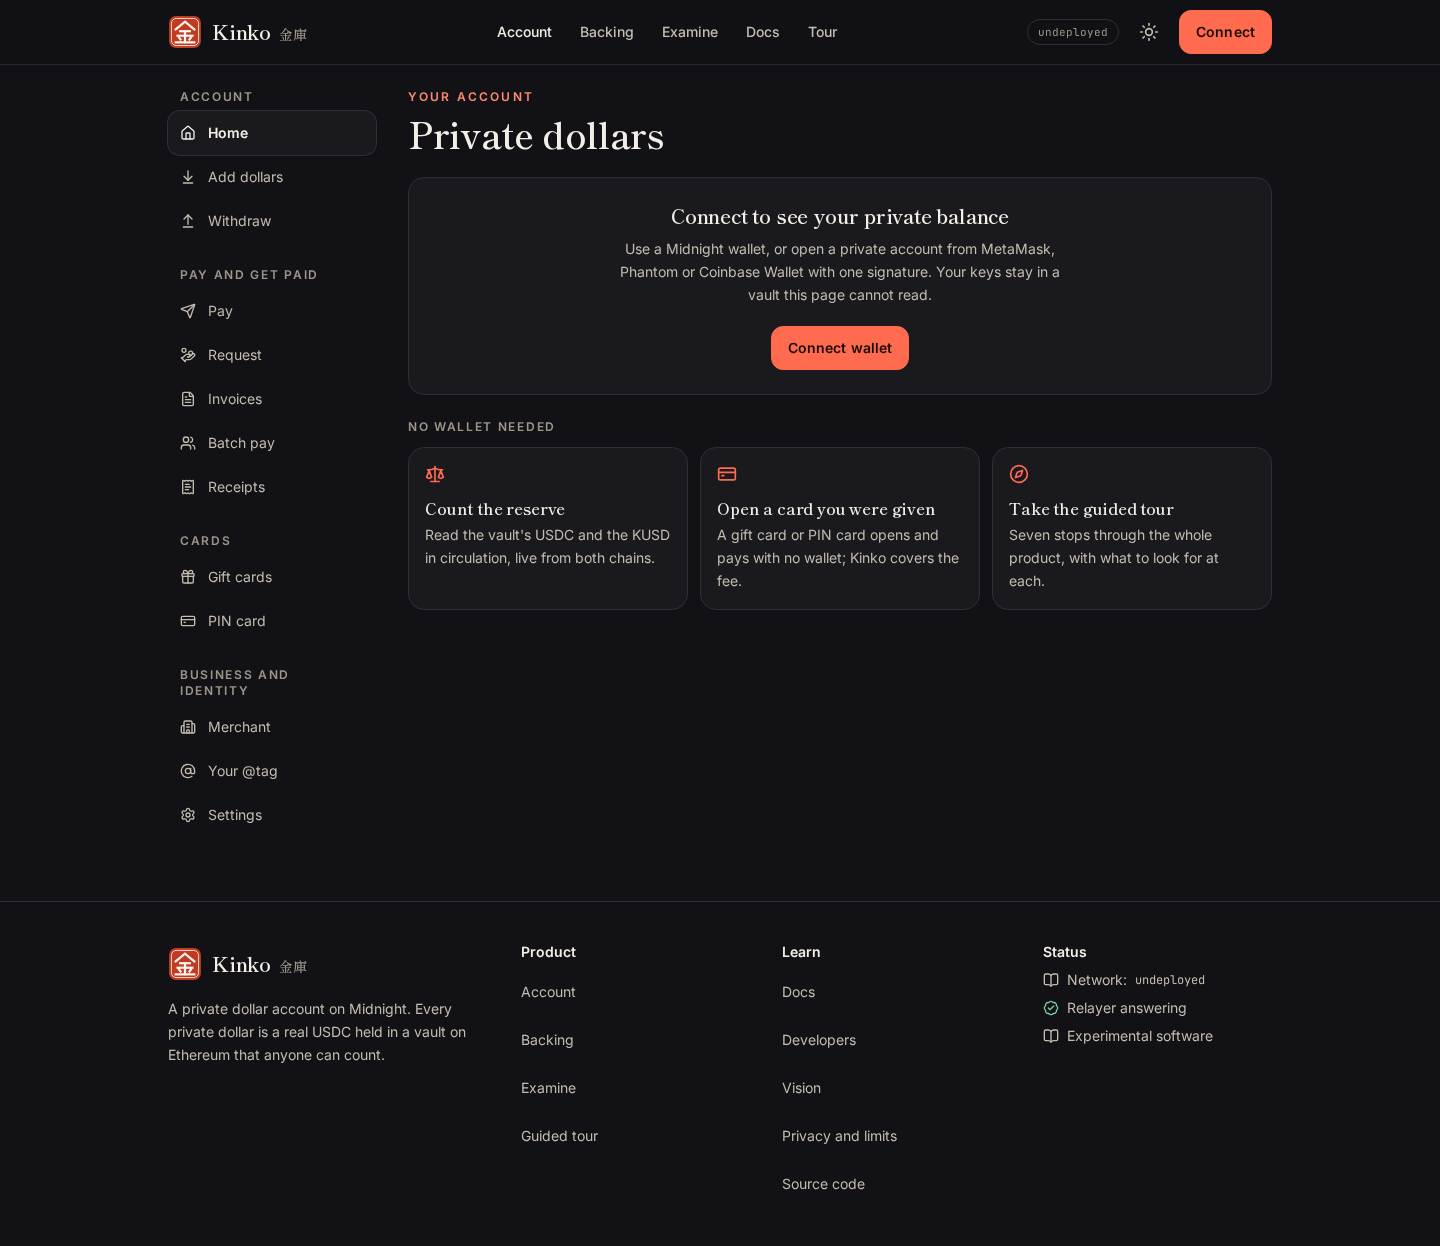 金 Kinko 金庫
Account
Backing
Examine
Docs
Tour
undeployed
Connect
ACCOUNT
Home
Add dollars
Withdraw
PAY AND GET PAID
Pay
Request
Invoices
Batch pay
Receipts
CARDS
Gift cards
PIN card
BUSINESS AND
IDENTITY
Merchant
Your @tag
Settings
YOUR ACCOUNT
Private dollars
Connect to see your private balance
Use a Midnight wallet, or open a private account from MetaMask,
Phantom or Coinbase Wallet with one signature. Your keys stay in a
vault this page cannot read.
Connect wallet
NO WALLET NEEDED
Count the reserve
Read the vault's USDC and the KUSD
in circulation, live from both chains.
Open a card you were given
A gift card or PIN card opens and
pays with no wallet; Kinko covers the
fee.
Take the guided tour
Seven stops through the whole
product, with what to look for at
each.
金 Kinko 金庫
A private dollar account on Midnight. Every
private dollar is a real USDC held in a vault on
Ethereum that anyone can count.
Product
Account
Backing
Examine
Guided tour
Learn
Docs
Developers
Vision
Privacy and limits
Source code
Status
Network: undeployed
Relayer answering
Experimental software